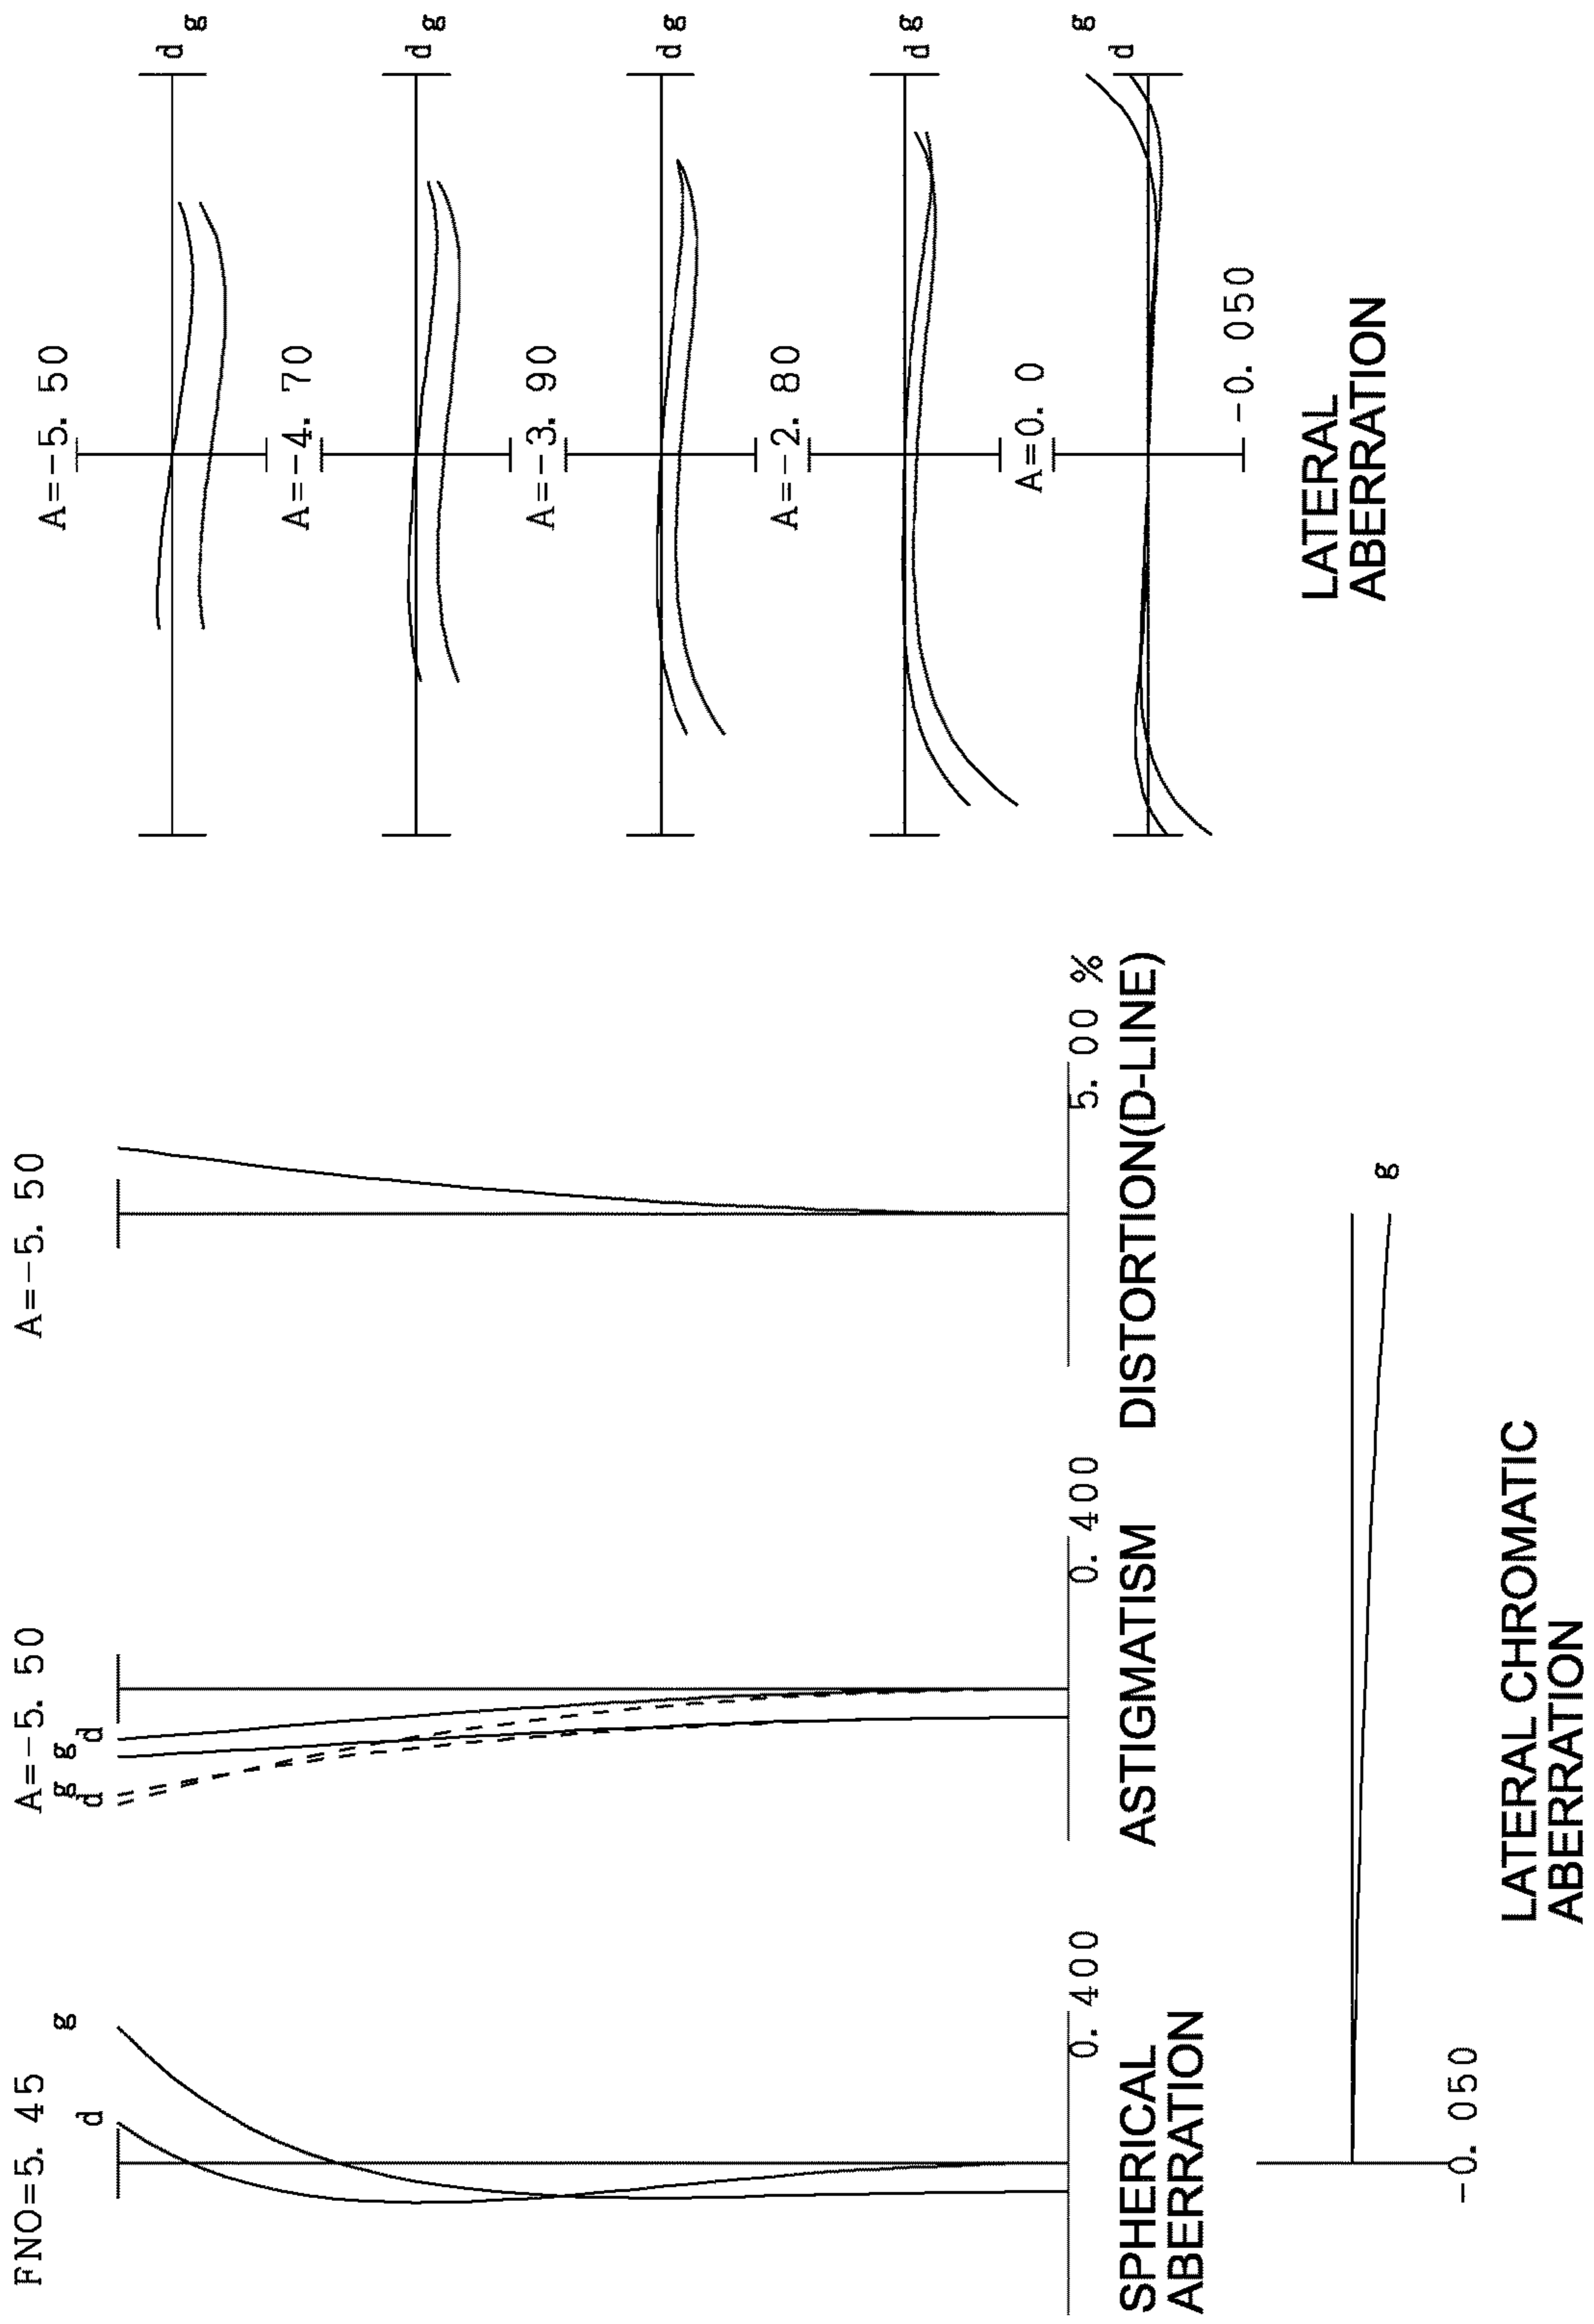 FNO=5. 45
d
g
0. 400
SPHERICAL
ABERRATION
A=-5. 50
d
g
g
d
0. 400
ASTIGMATISM
A=-5. 50
5. 00 %
DISTORTION(D-LINE)
A=-5. 50
d
g
A=-4. 70
d
g
A=-3. 90
d
g
A=-2. 80
d
g
A=0. 0
g
d
-0. 050
LATERAL
ABERRATION
g
-0. 050
LATERAL CHROMATIC
ABERRATION